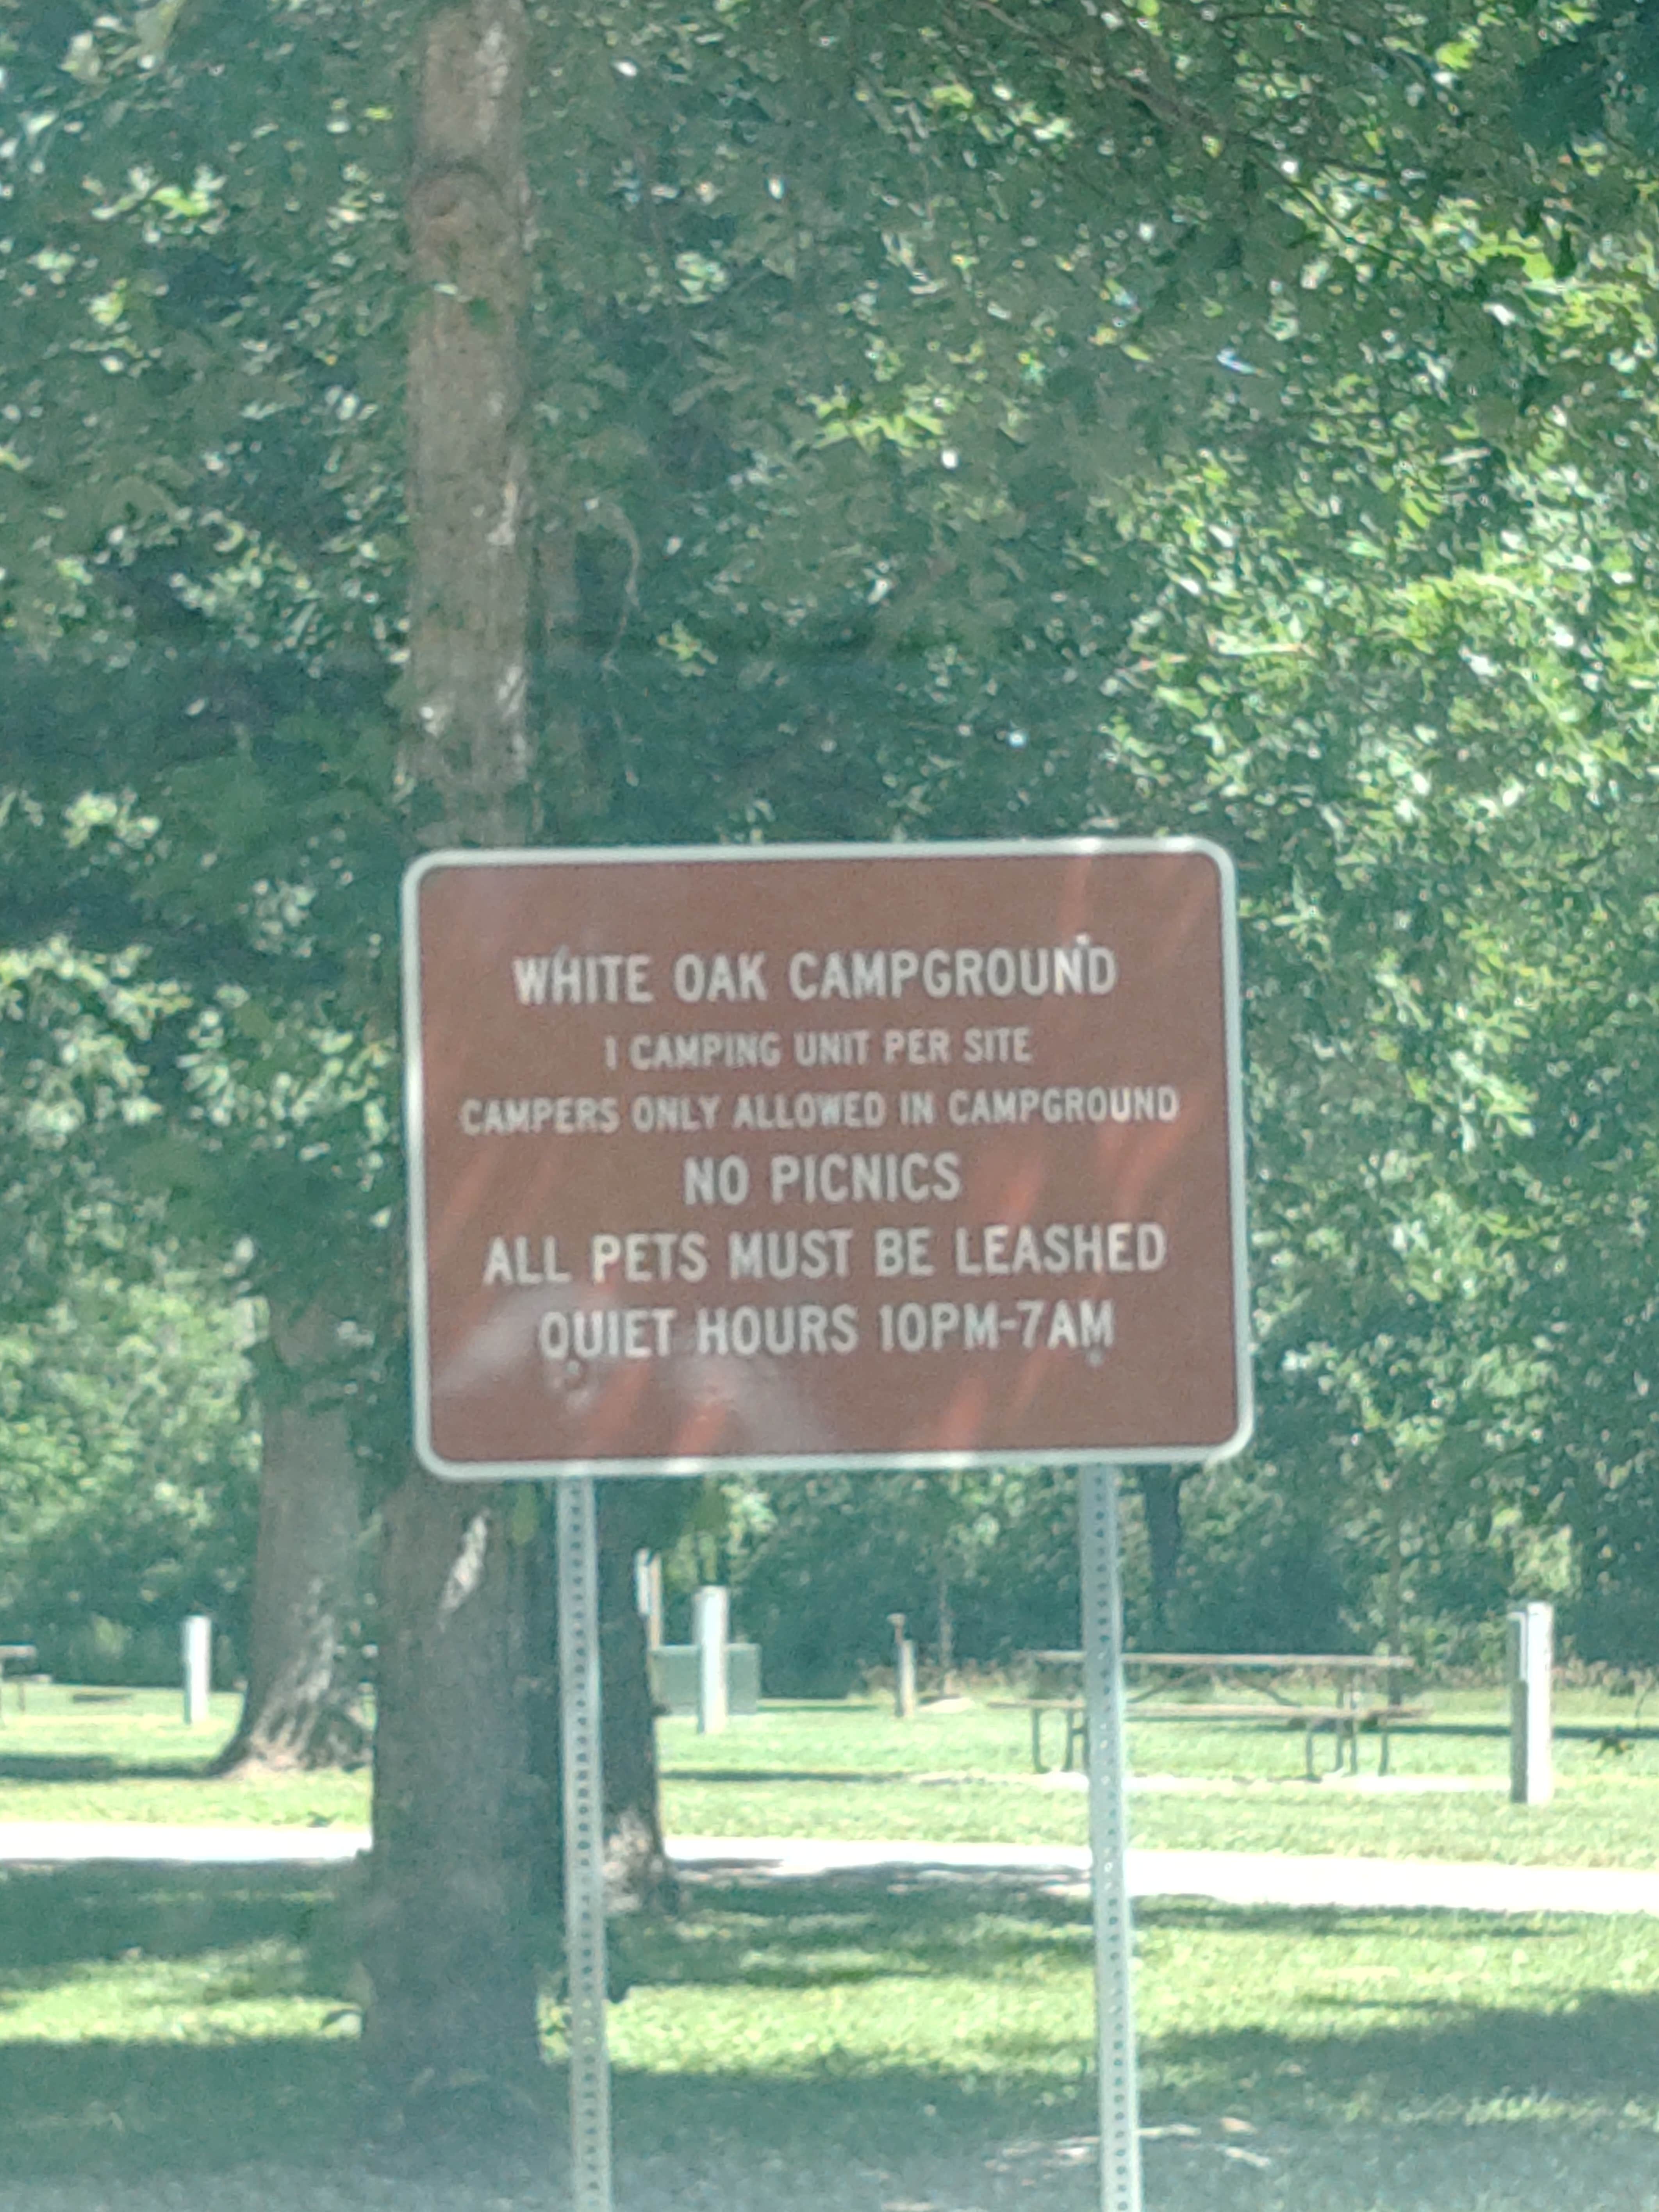 WHITE OAK CAMPGROUND
1 CAMPING UNIT PER SITE
CAMPERS ONLY ALLOWED IN CAMPGROUND
NO PICNICS
ALL PETS MUST BE LEASHED
QUIET HOURS 10PM-7AM